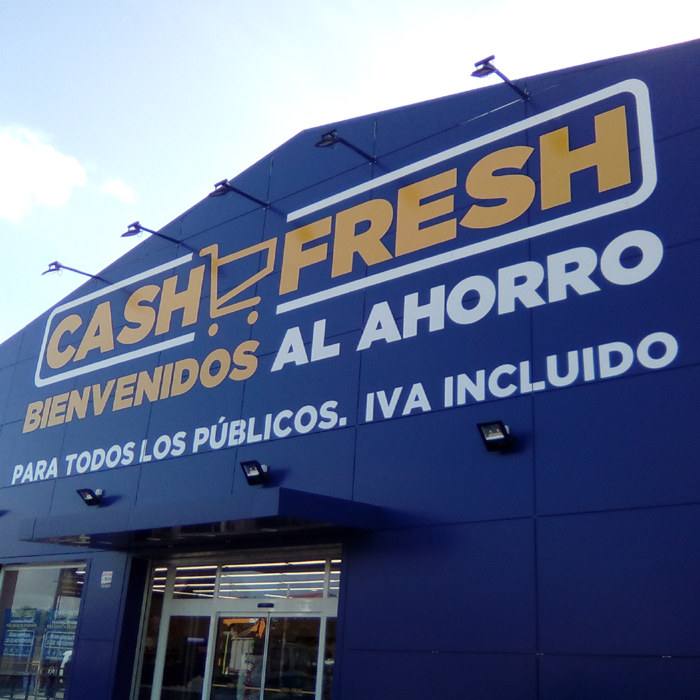 CASH FRESH
BIENVENIDOS AL AHORRO
PARA TODOS LOS PÚBLICOS. IVA INCLUIDO